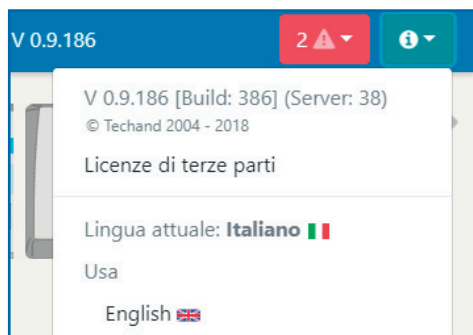 V 0.9.186
2
V 0.9.186 [Build: 386] (Server: 38)
© Techand 2004 - 2018
Licenze di terze parti
Lingua attuale: Italiano
Usa
English